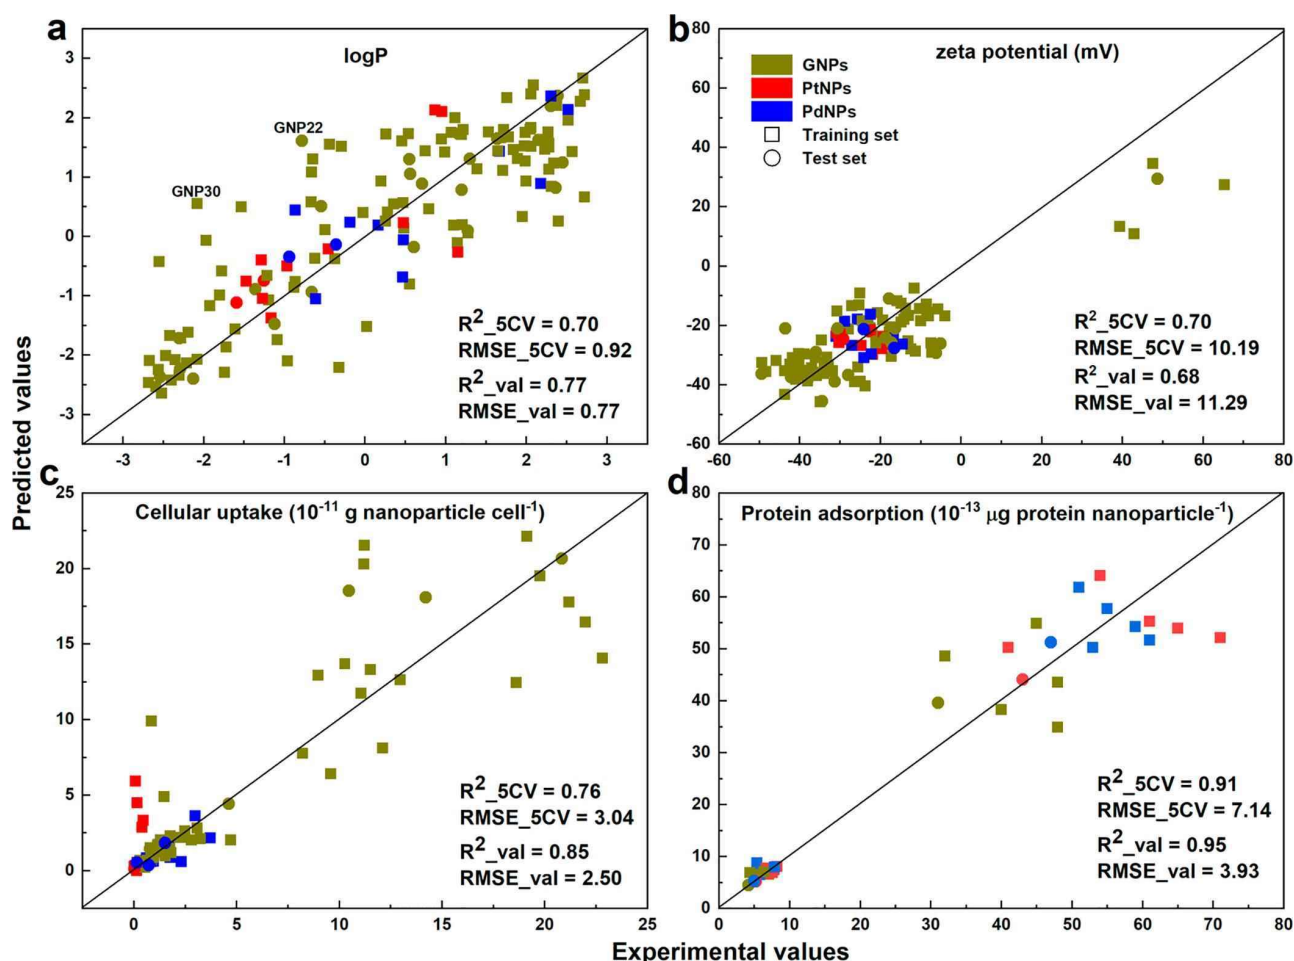 a
logP
3
2
1
0
-1
-2
-3
-3
-2
-1
0
1
2
3
GNP22
GNP30
R²_5CV = 0.70
RMSE_5CV = 0.92
R²_val = 0.77
RMSE_val = 0.77
b
zeta potential (mV)
80
60
40
20
0
-20
-40
-60
-60
-40
-20
0
20
40
60
80
GNPs
PtNPs
PdNPs
Training set
Test set
R²_5CV = 0.70
RMSE_5CV = 10.19
R²_val = 0.68
RMSE_val = 11.29
Predicted values
c
Cellular uptake (10⁻¹¹ g nanoparticle cell⁻¹)
25
20
15
10
5
0
0
5
10
15
20
25
R²_5CV = 0.76
RMSE_5CV = 3.04
R²_val = 0.85
RMSE_val = 2.50
d
Protein adsorption (10⁻¹³ μg protein nanoparticle⁻¹)
80
70
60
50
40
30
20
10
0
0
10
20
30
40
50
60
70
80
R²_5CV = 0.91
RMSE_5CV = 7.14
R²_val = 0.95
RMSE_val = 3.93
Experimental values